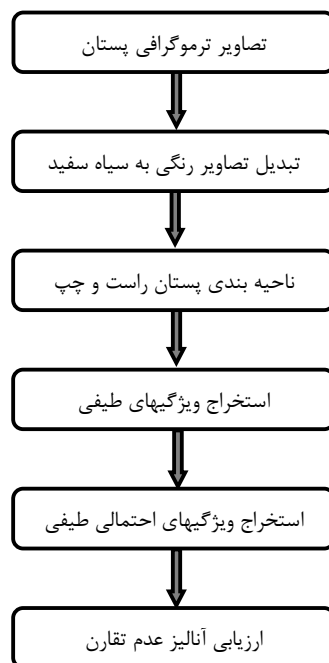 تصاویر ترموگرافی پستان
تبدیل تصاویر رنگی به سیاه سفید
ناحیه بندی پستان راست و چپ
استخراج ویژگیهای طیفی
استخراج ویژگیهای احتمالی طیفی
ارزیابی آنالیز عدم تقارن